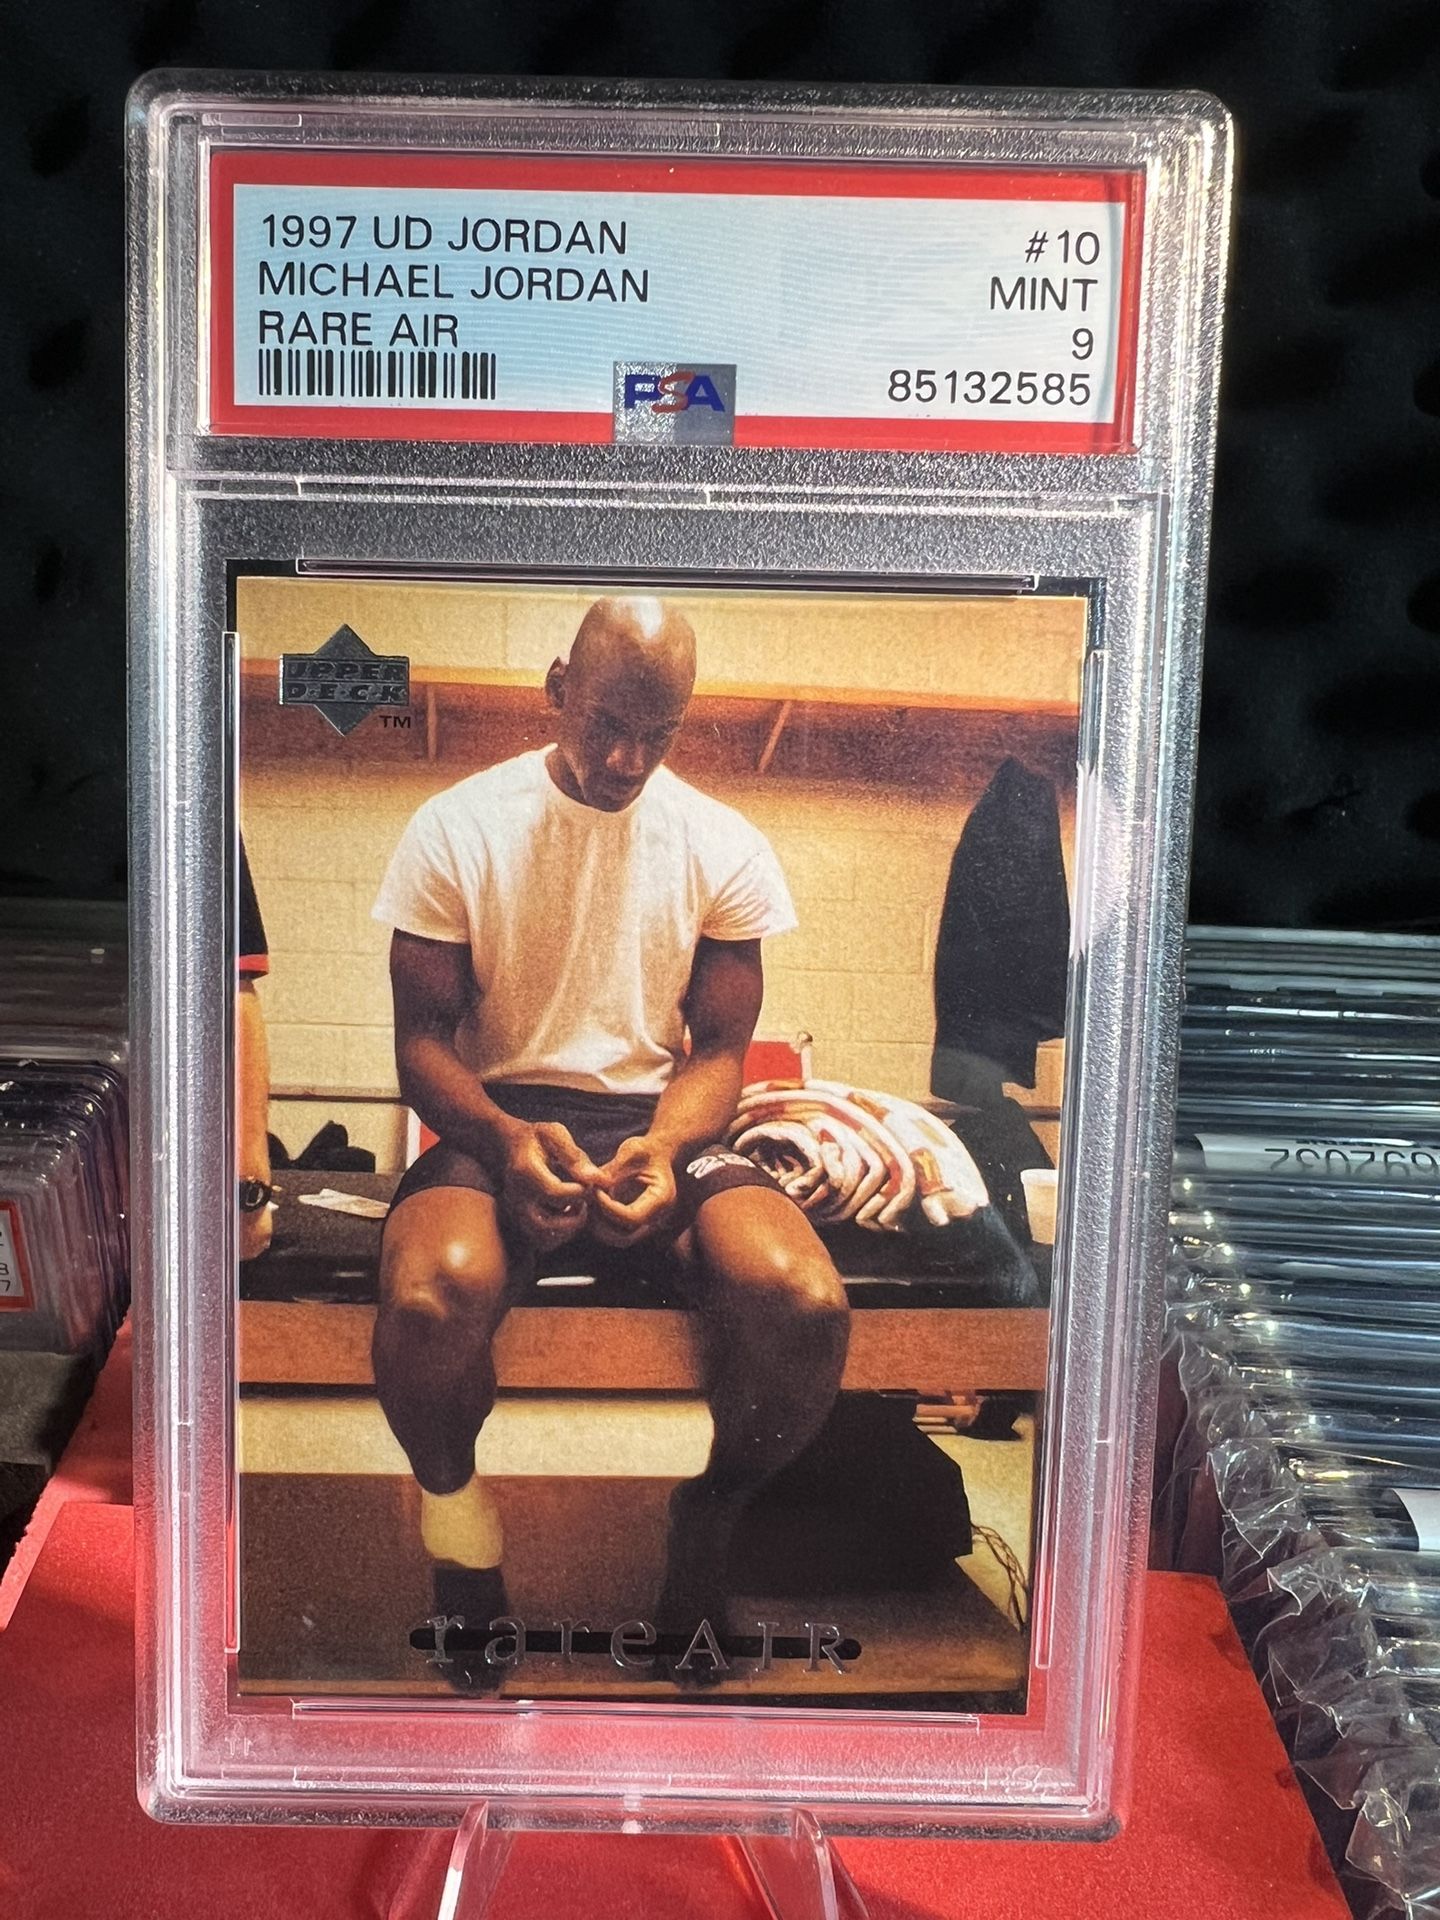 1997 UD JORDAN #10
MICHAEL JORDAN MINT
RARE AIR 9
PSA 85132585
UPPER
DECK
TM
rareAIR